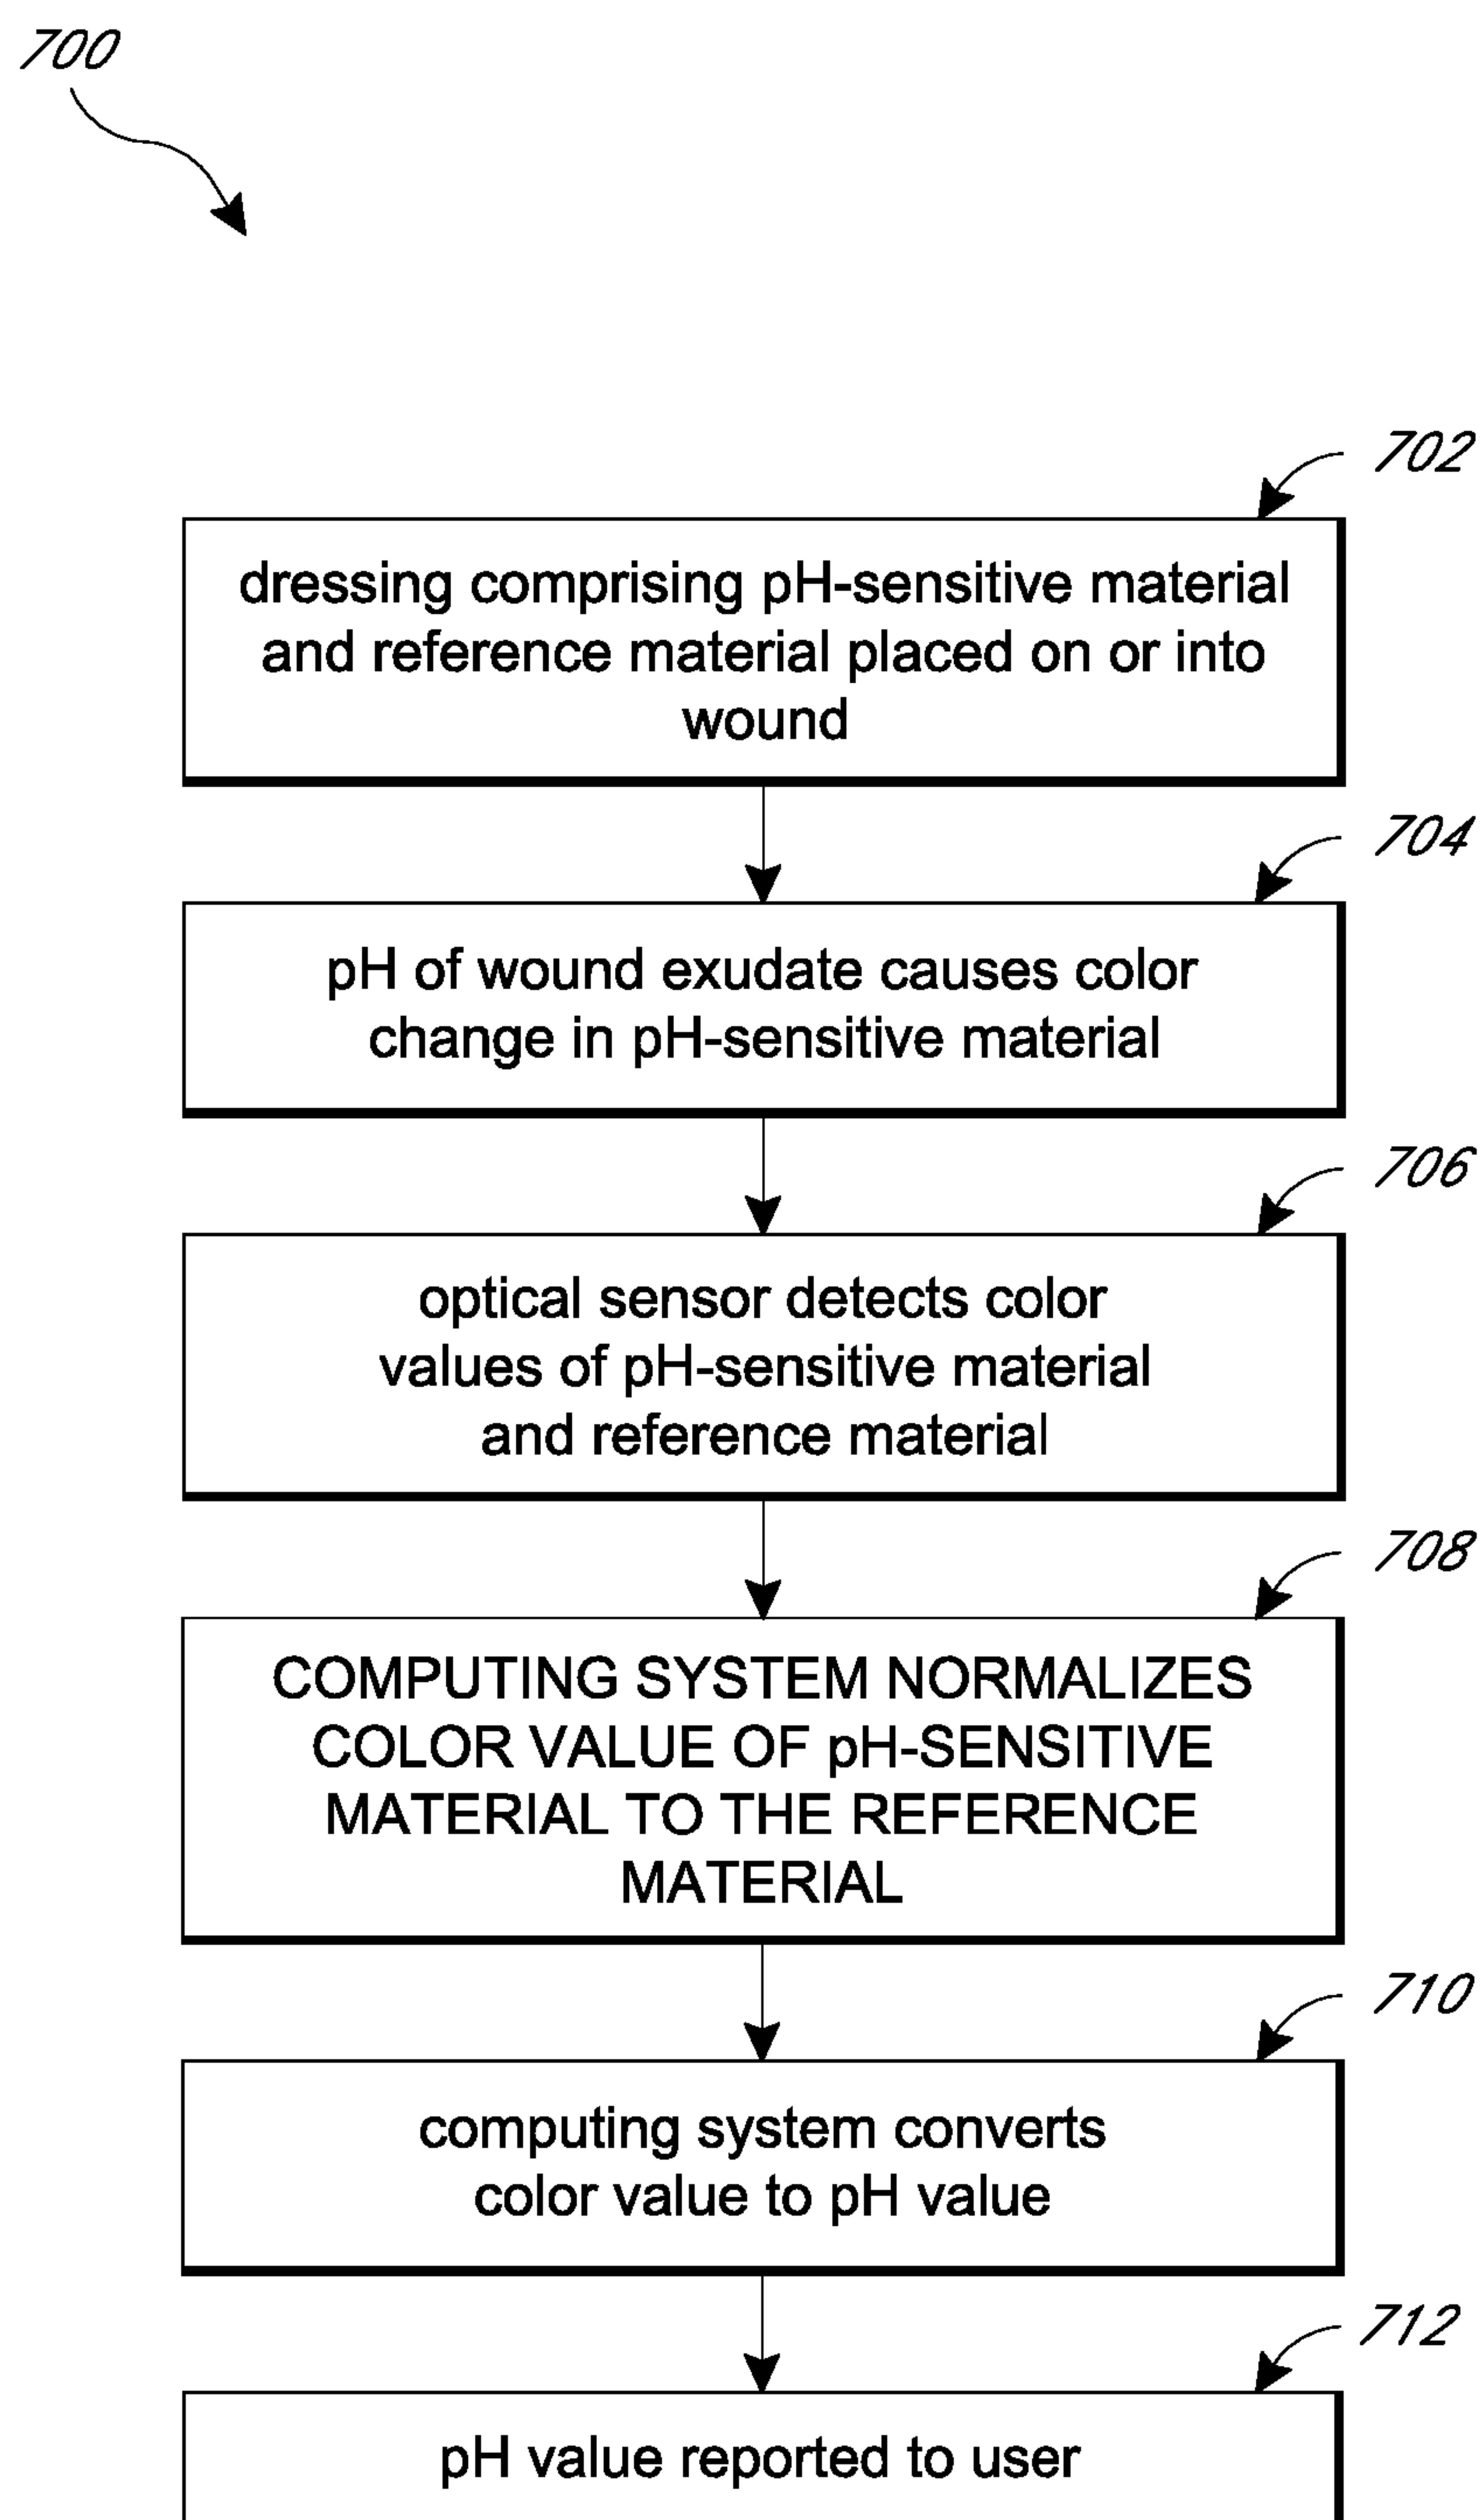 700
702
dressing comprising pH-sensitive material
and reference material placed on or into
wound
704
pH of wound exudate causes color
change in pH-sensitive material
706
optical sensor detects color
values of pH-sensitive material
and reference material
708
COMPUTING SYSTEM NORMALIZES
COLOR VALUE OF pH-SENSITIVE
MATERIAL TO THE REFERENCE
MATERIAL
710
computing system converts
color value to pH value
712
pH value reported to user